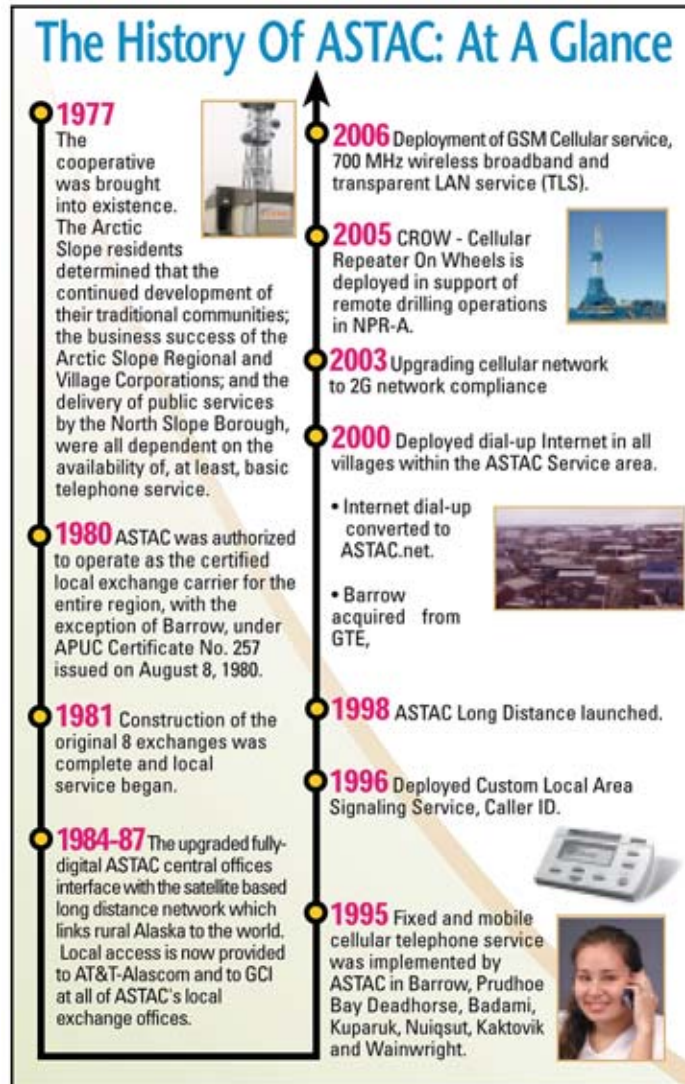 The History Of ASTAC: At A Glance
1977
The
cooperative
was brought
into existence.
The Arctic
Slope residents
determined that the
continued development of
their traditional communities;
the business success of the
Arctic Slope Regional and
Village Corporations; and the
delivery of public services
by the North Slope Borough,
were all dependent on the
availability of, at least, basic
telephone service.
1980 ASTAC was authorized
to operate as the certified
local exchange carrier for the
entire region, with the
exception of Barrow, under
APUC Certificate No. 257
issued on August 8, 1980.
1981 Construction of the
original 8 exchanges was
complete and local
service began.
1984-87 The upgraded fully-
digital ASTAC central offices
interface with the satellite based
long distance network which
links rural Alaska to the world.
Local access is now provided
to AT&T-Alascom and to GCI
at all of ASTAC's local
exchange offices.
1995 Fixed and mobile
cellular telephone service
was implemented by
ASTAC in Barrow, Prudhoe
Bay Deadhorse, Badami,
Kuparuk, Nuiqsut, Kaktovik
and Wainwright.
1996 Deployed Custom Local Area
Signaling Service, Caller ID.
1998 ASTAC Long Distance launched.
2000 Deployed dial-up Internet in all
villages within the ASTAC Service area.
• Internet dial-up
converted to
ASTAC.net.
• Barrow
acquired from
GTE,
2003 Upgrading cellular network
to 2G network compliance
2005 CROW - Cellular
Repeater On Wheels is
deployed in support of
remote drilling operations
in NPR-A.
2006 Deployment of GSM Cellular service,
700 MHz wireless broadband and
transparent LAN service (TLS).